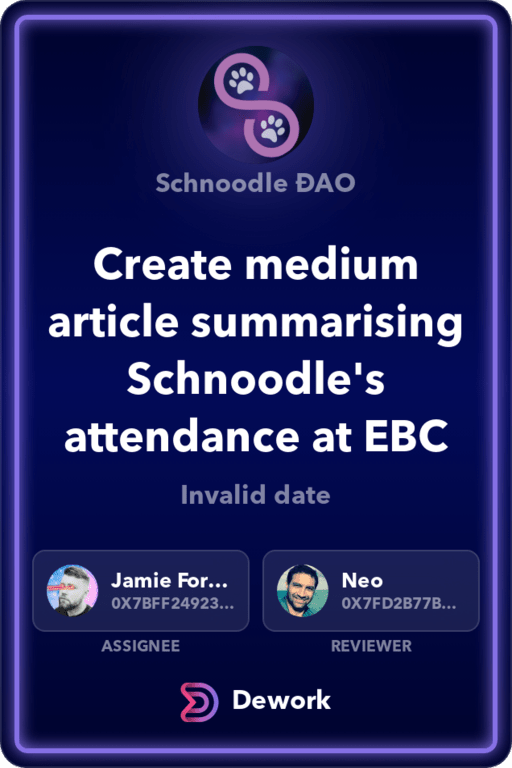 Schnoodle ÐAO
Create medium
article summarising
Schnoodle's
attendance at EBC
Invalid date
Jamie For...
0X7BFF24923...
Neo
0X7FD2B77B...
ASSIGNEE
REVIEWER
Dework